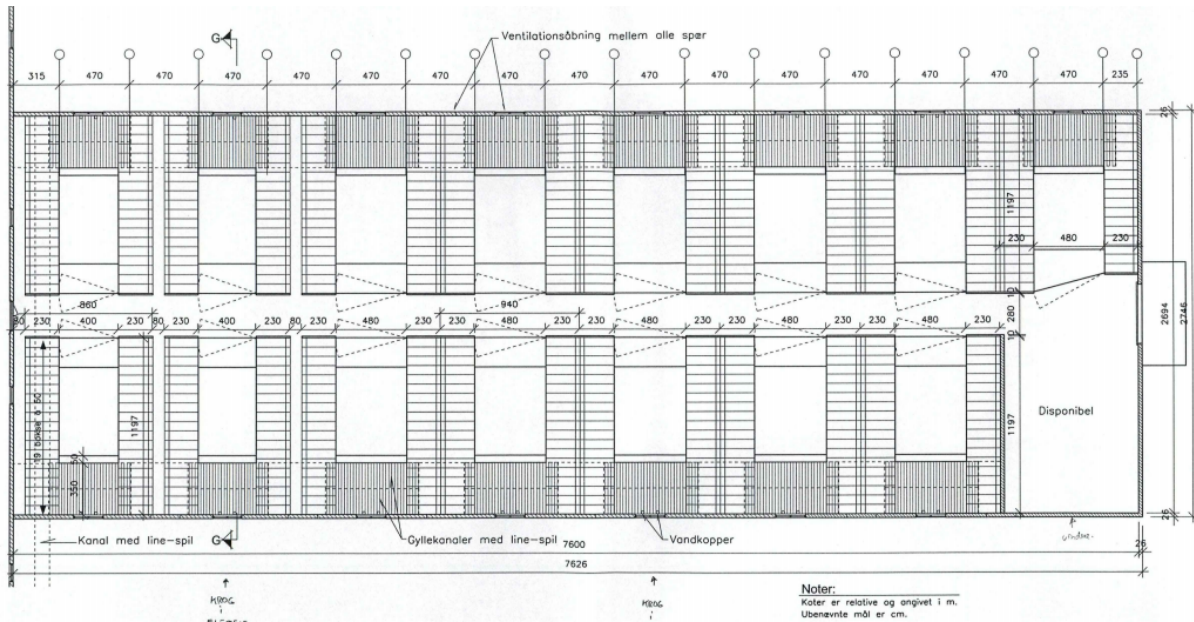 G
Ventilationsåbning mellem alle spær
315 470 470 470 470 470 470 470 470 470 470 470 470 470 470 470 235
26
1197
230 480 230
860 940
10
280
10
80 230 400 230 80 230 400 230 80 230 480 230 230 480 230 230 480 230 230 480 230 230 480 230
2694
2746
19 bokse à 50
1197
50
350
1197
Disponibel
26
Kanal med line-spil
G
Gyllekanaler med line-spil
Vandkopper
7600
26
7626
KROG
KROG
Noter:
Koter er relative og angivet i m.
Ubenævnte mål er cm.